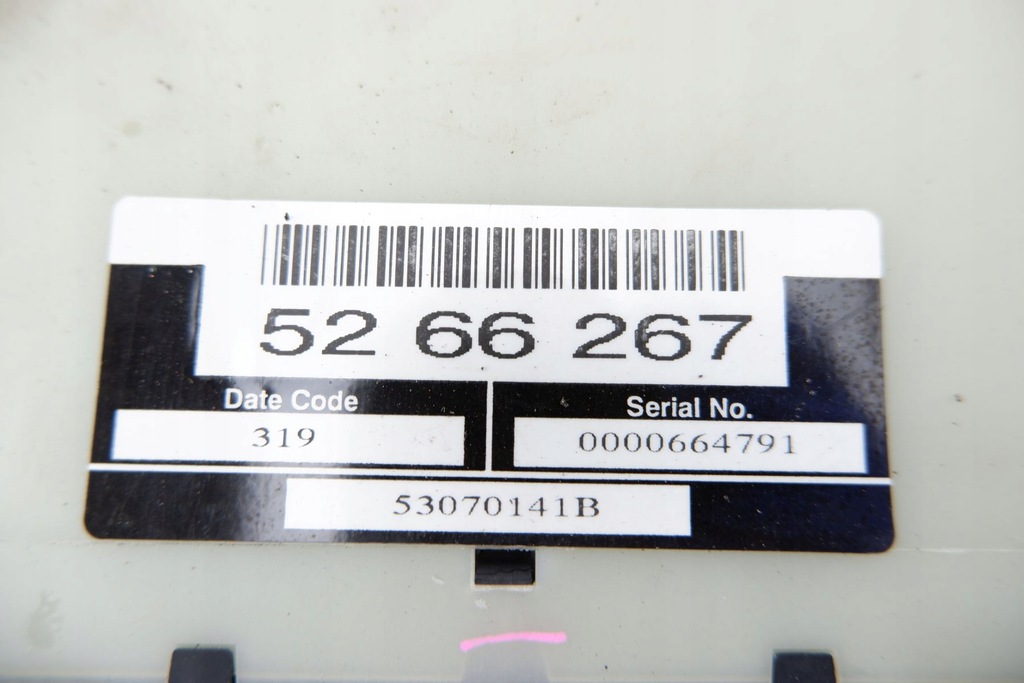 52 66 267
Date Code
Serial No.
319
0000664791
53070141B